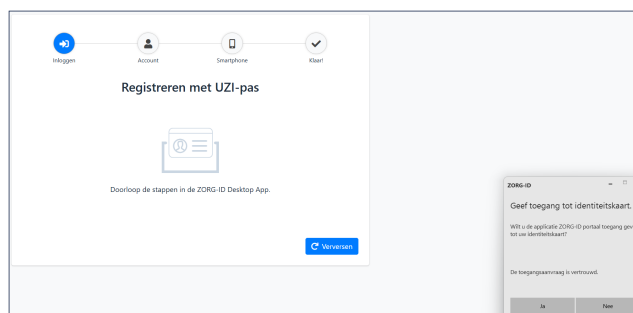 Inloggen
Account
Smartphone
Klaar!
Registreren met UZI-pas
Doorloop de stappen in de ZORG-ID Desktop App.
Verversen
ZORG-ID
Geef toegang tot identiteitskaart.
Wilt u de applicatie ZORG-ID portaal toegang gev
tot uw identiteitskaart?
De toegangsaanvraag is vertrouwd.
Ja
Nee